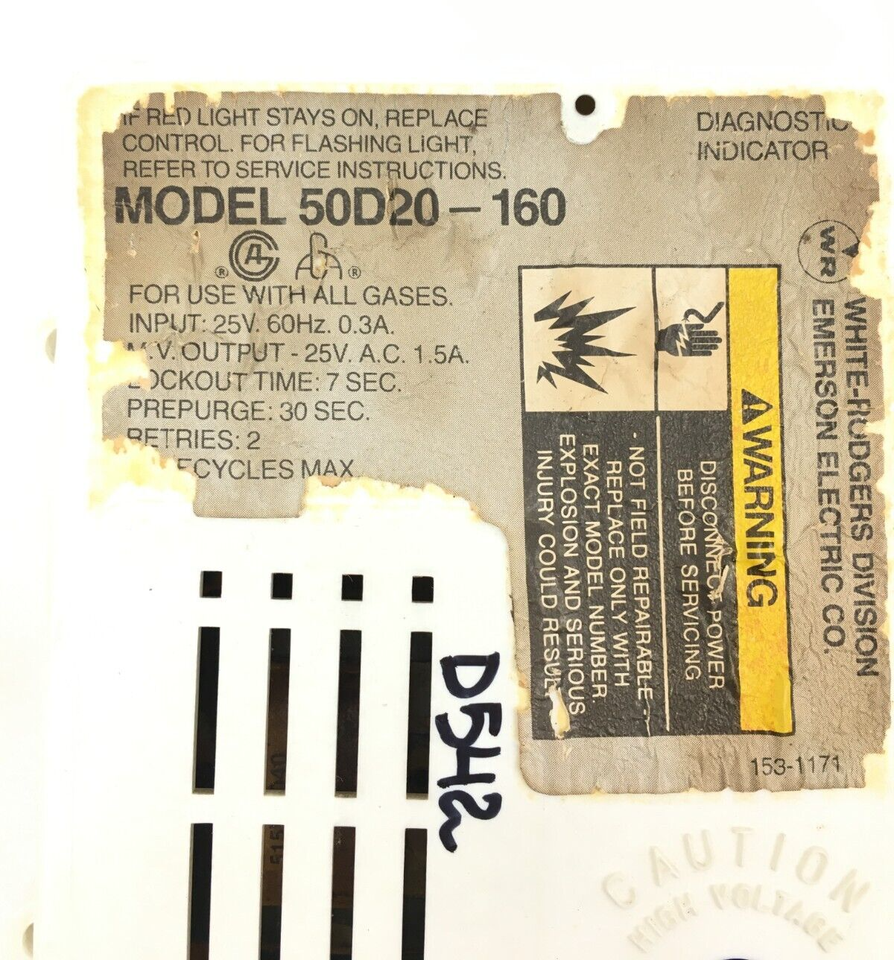 IF RED LIGHT STAYS ON, REPLACE
CONTROL. FOR FLASHING LIGHT,
REFER TO SERVICE INSTRUCTIONS.
MODEL 50D20-160
® ®
FOR USE WITH ALL GASES.
INPUT: 25V. 60Hz. 0.3A.
M.V. OUTPUT - 25V. A.C. 1.5A.
LOCKOUT TIME: 7 SEC.
PREPURGE: 30 SEC.
RETRIES: 2
RECYCLES MAX
DIAGNOSTIC
INDICATOR
WR
WHITE-RODGERS DIVISION
EMERSON ELECTRIC CO.
⚠WARNING
DISCONNECT POWER
BEFORE SERVICING
- NOT FIELD REPAIRABLE -
REPLACE ONLY WITH
EXACT MODEL NUMBER.
EXPLOSION AND SERIOUS
INJURY COULD RESUL
153-1171
D542
CAUTION
HIGH VOLTAGE